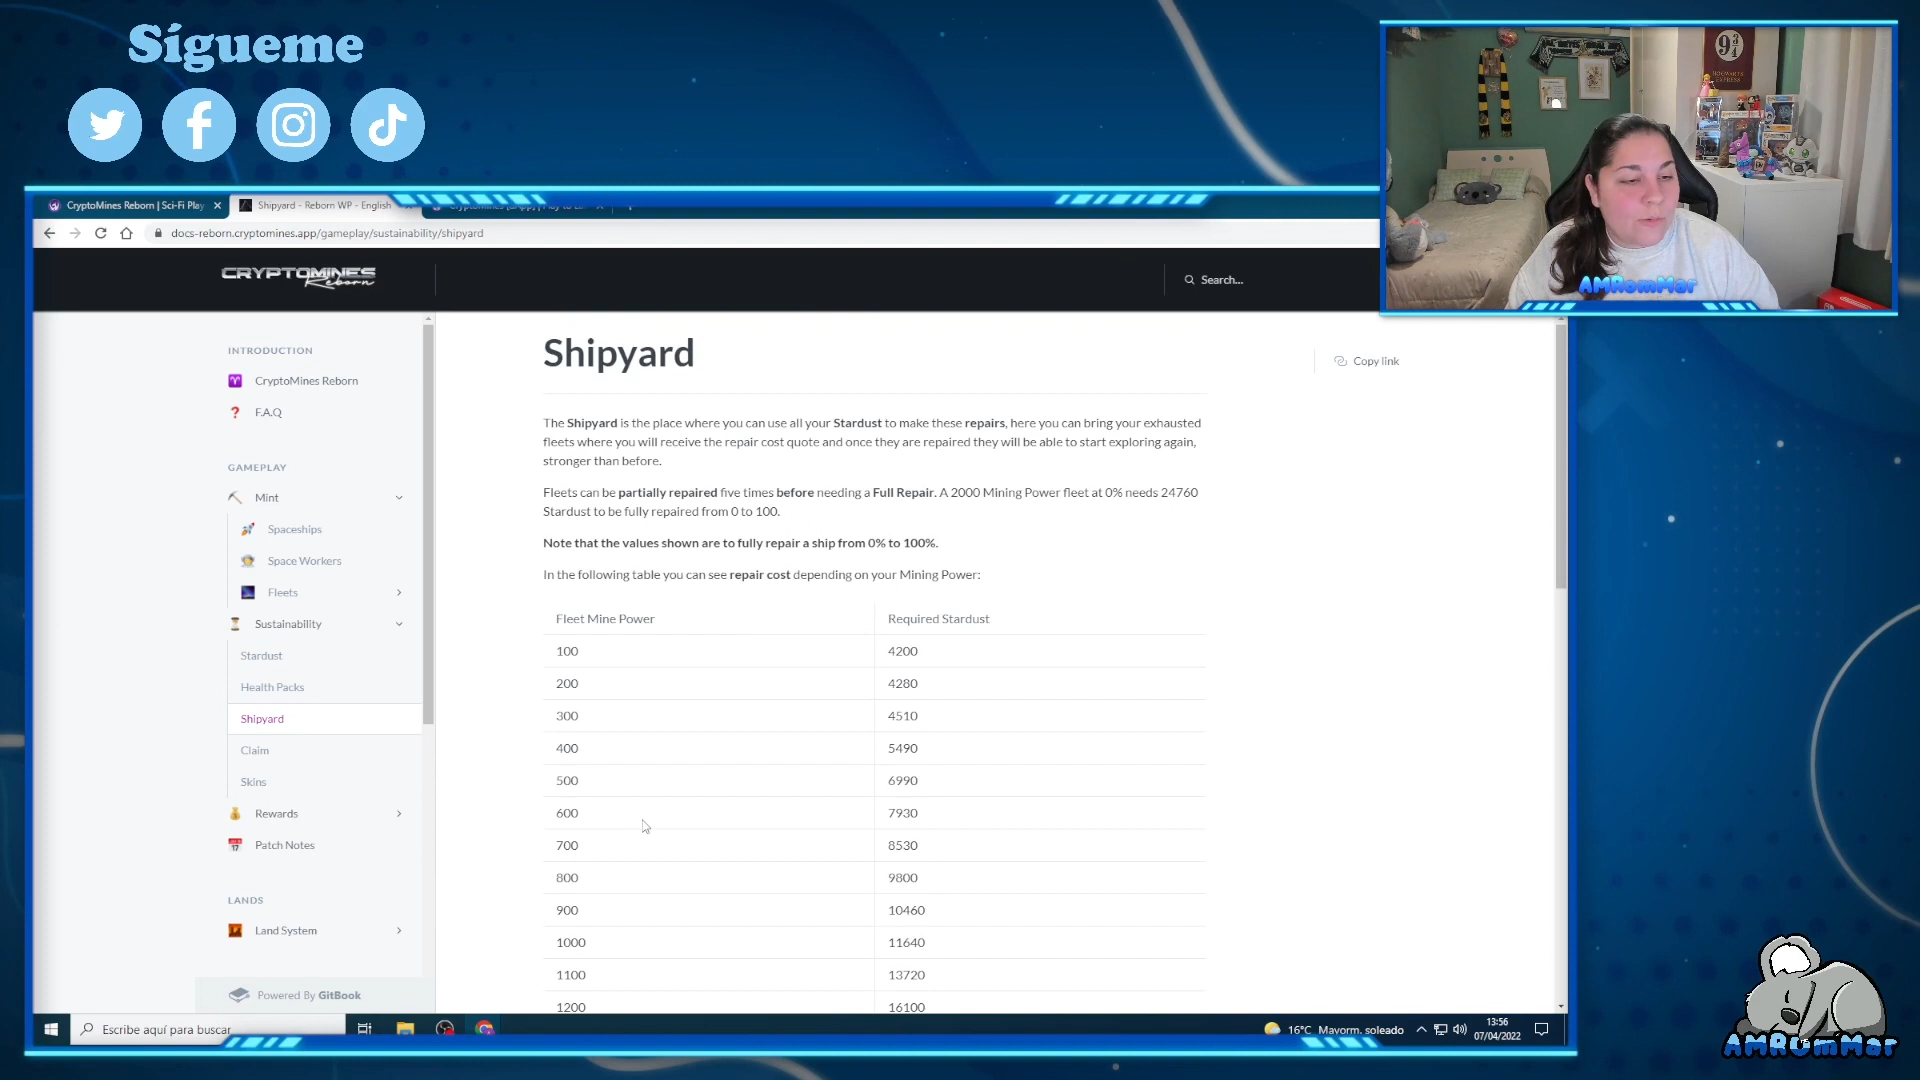 Sígueme
CryptoMines Reborn | Sci-Fi Play
Shipyard - Reborn WP - English
docs-reborn.cryptomines.app/gameplay/sustainability/shipyard
CRYPTOMINES
Reborn
Search...
9¾
HOGWARTS
EXPRESS
AMRomMar
INTRODUCTION
CryptoMines Reborn
F.A.Q
GAMEPLAY
Mint
Spaceships
Space Workers
Fleets
Sustainability
Stardust
Health Packs
Shipyard
Claim
Skins
Rewards
Patch Notes
LANDS
Land System
Powered By GitBook
Shipyard
Copy link
The Shipyard is the place where you can use all your Stardust to make these repairs, here you can bring your exhausted
fleets where you will receive the repair cost quote and once they are repaired they will be able to start exploring again,
stronger than before.
Fleets can be partially repaired five times before needing a Full Repair. A 2000 Mining Power fleet at 0% needs 24760
Stardust to be fully repaired from 0 to 100.
Note that the values shown are to fully repair a ship from 0% to 100%.
In the following table you can see repair cost depending on your Mining Power:
Fleet Mine Power Required Stardust
100 4200
200 4280
300 4510
400 5490
500 6990
600 7930
700 8530
800 9800
900 10460
1000 11640
1100 13720
1200 16100
Escribe aquí para buscar
16°C Mayorm. soleado
13:56
07/04/2022
AMRomMar